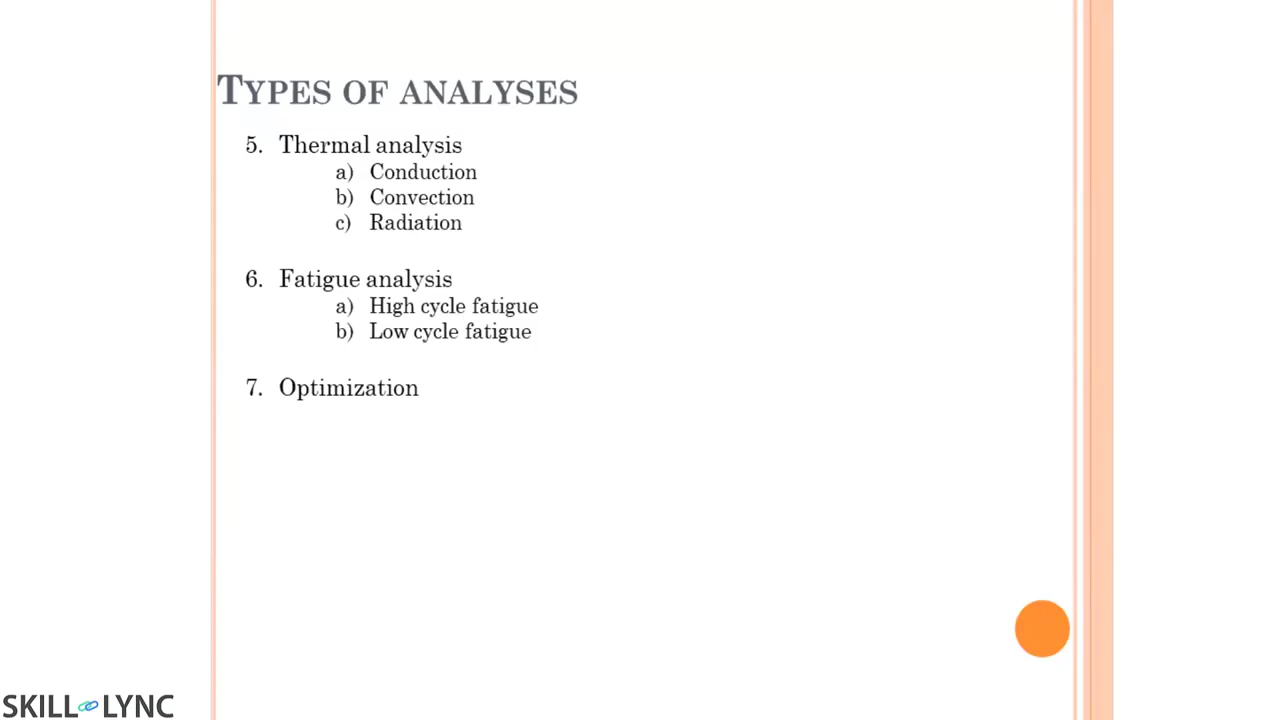 TYPES OF ANALYSES
5. Thermal analysis
a) Conduction
b) Convection
c) Radiation
6. Fatigue analysis
a) High cycle fatigue
b) Low cycle fatigue
7. Optimization
SKILL LYNC